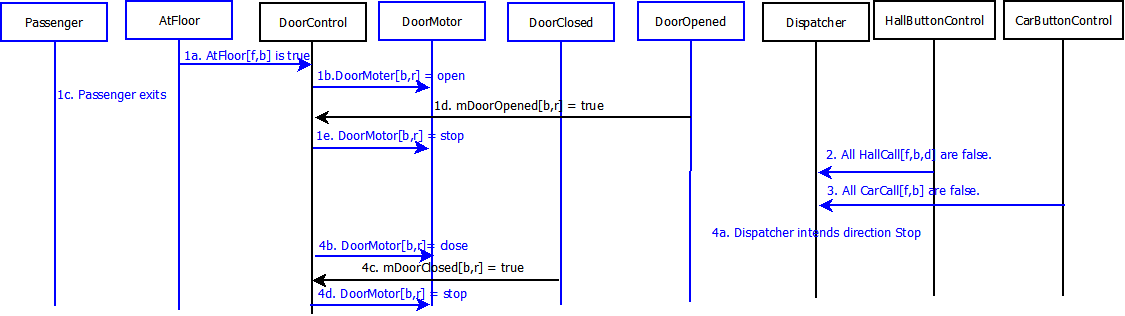 Passenger
AtFloor
DoorControl
DoorMotor
DoorClosed
DoorOpened
Dispatcher
HallButtonControl
CarButtonControl
1a. AtFloor[f,b] is true
1b.DoorMoter[b,r] = open
1c. Passenger exits
1d. mDoorOpened[b,r] = true
1e. DoorMotor[b,r] = stop
2. All HallCall[f,b,d] are false.
3. All CarCall[f,b] are false.
4a. Dispatcher intends direction Stop
4b. DoorMotor[b,r]= close
4c. mDoorClosed[b,r] = true
4d. DoorMotor[b,r] = stop